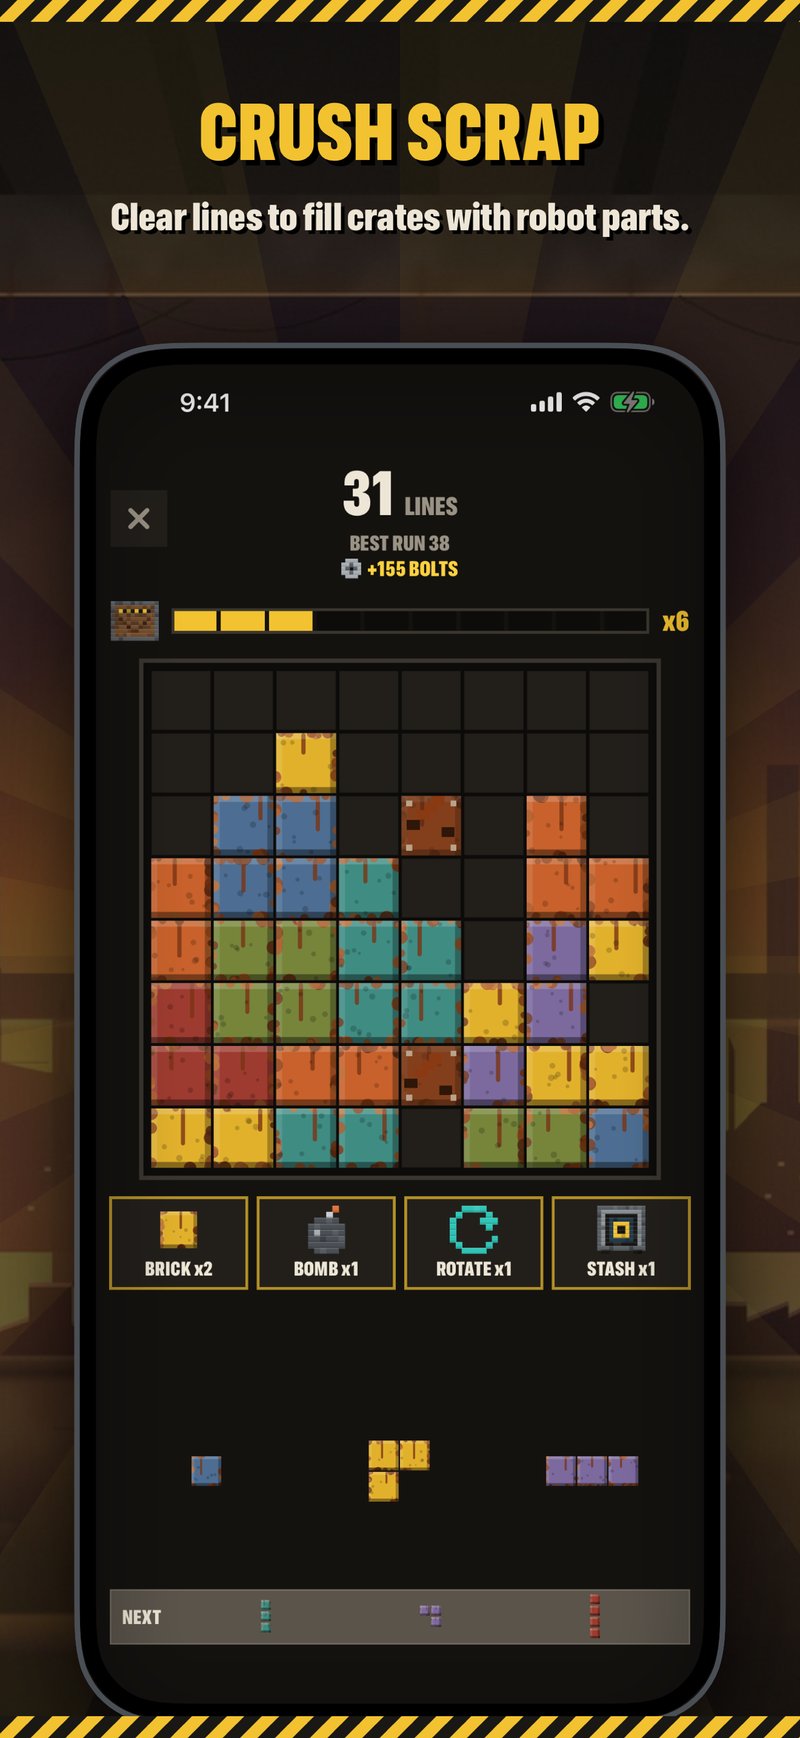 CRUSH SCRAP
Clear lines to fill crates with robot parts.
9:41
31 LINES
BEST RUN 38
+155 BOLTS
x6
BRICK x2
BOMB x1
ROTATE x1
STASH x1
NEXT